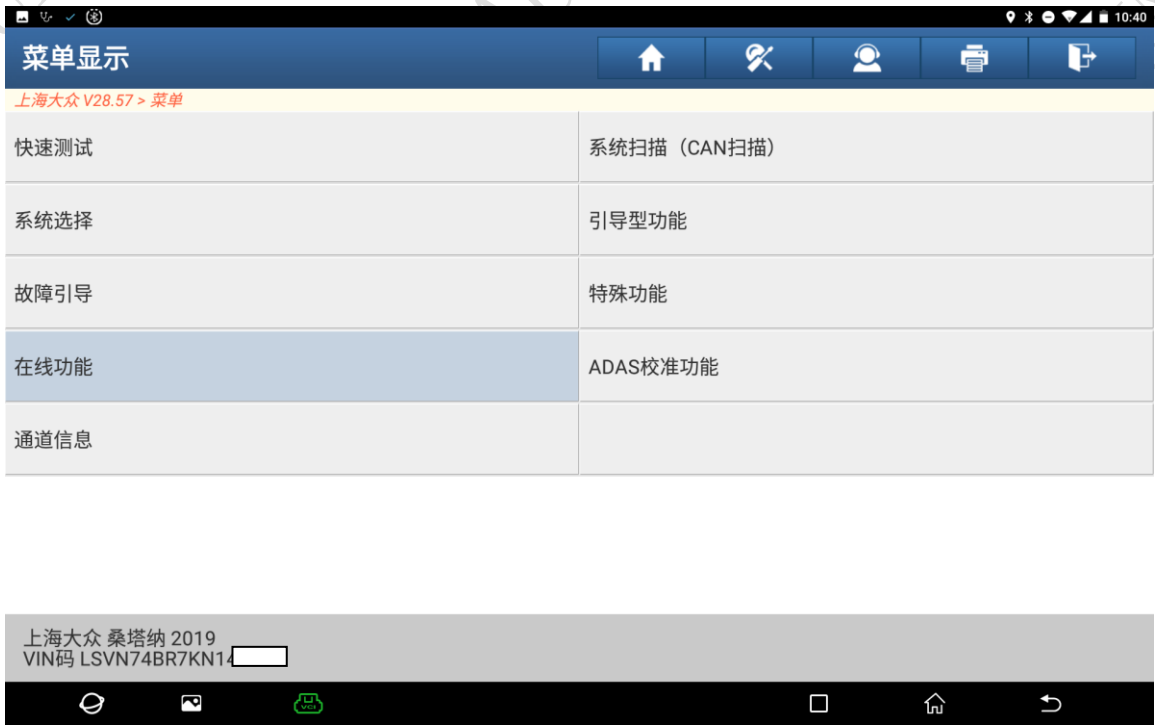 10:40
菜单显示
上海大众 V28.57 > 菜单
快速测试
系统扫描（CAN扫描）
系统选择
引导型功能
故障引导
特殊功能
在线功能
ADAS校准功能
通道信息
上海大众 桑塔纳 2019
VIN码 LSVN74BR7KN14
VCI